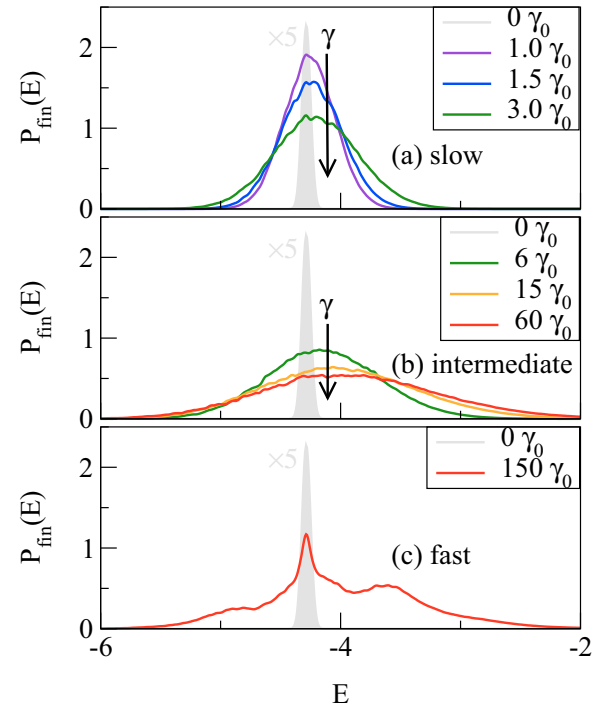 2
1
0
P_fin(E)
×5
γ
0 γ₀
1.0 γ₀
1.5 γ₀
3.0 γ₀
(a) slow
2
1
0
P_fin(E)
γ
0 γ₀
6 γ₀
15 γ₀
60 γ₀
(b) intermediate
2
1
0
P_fin(E)
×5
0 γ₀
150 γ₀
(c) fast
-6
-4
-2
E